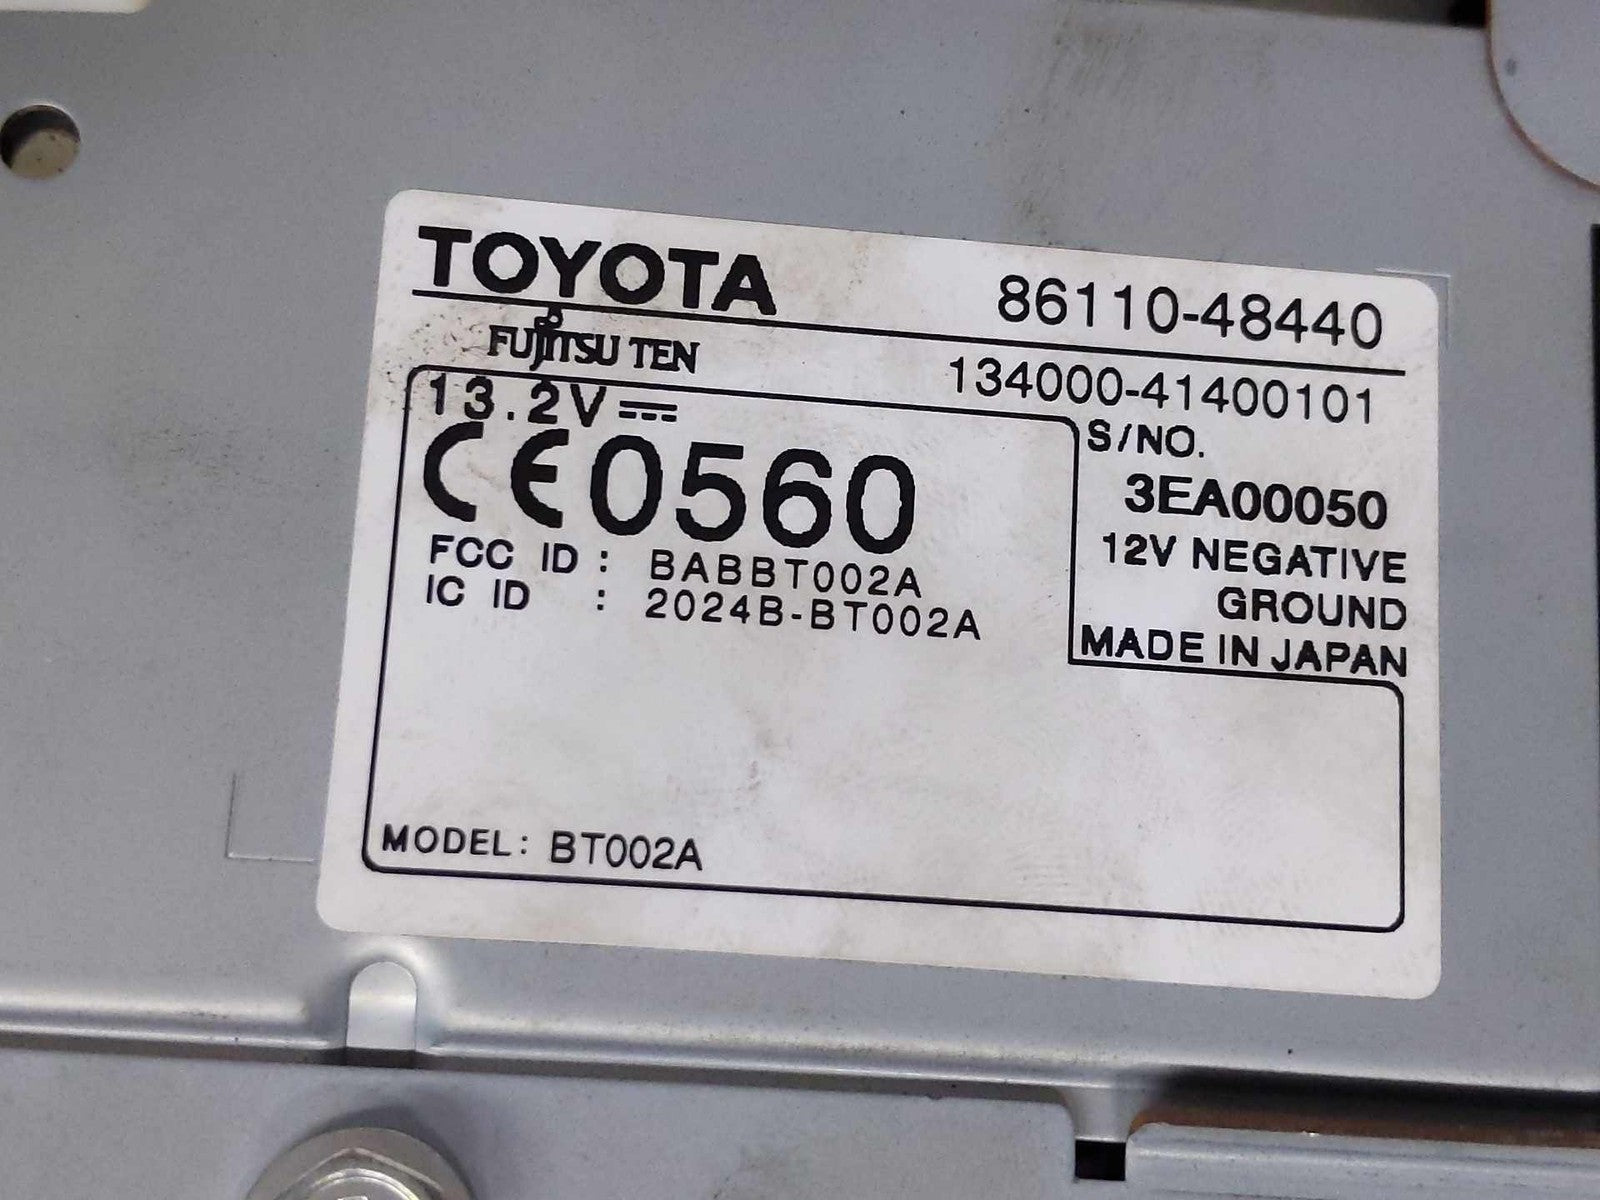 TOYOTA 86110-48440
FUJITSU TEN 134000-41400101
13.2V
CE0560
FCC ID: BABBT002A
IC ID : 2024B-BT002A
S/NO.
3EA00050
12V NEGATIVE
GROUND
MADE IN JAPAN
MODEL: BT002A